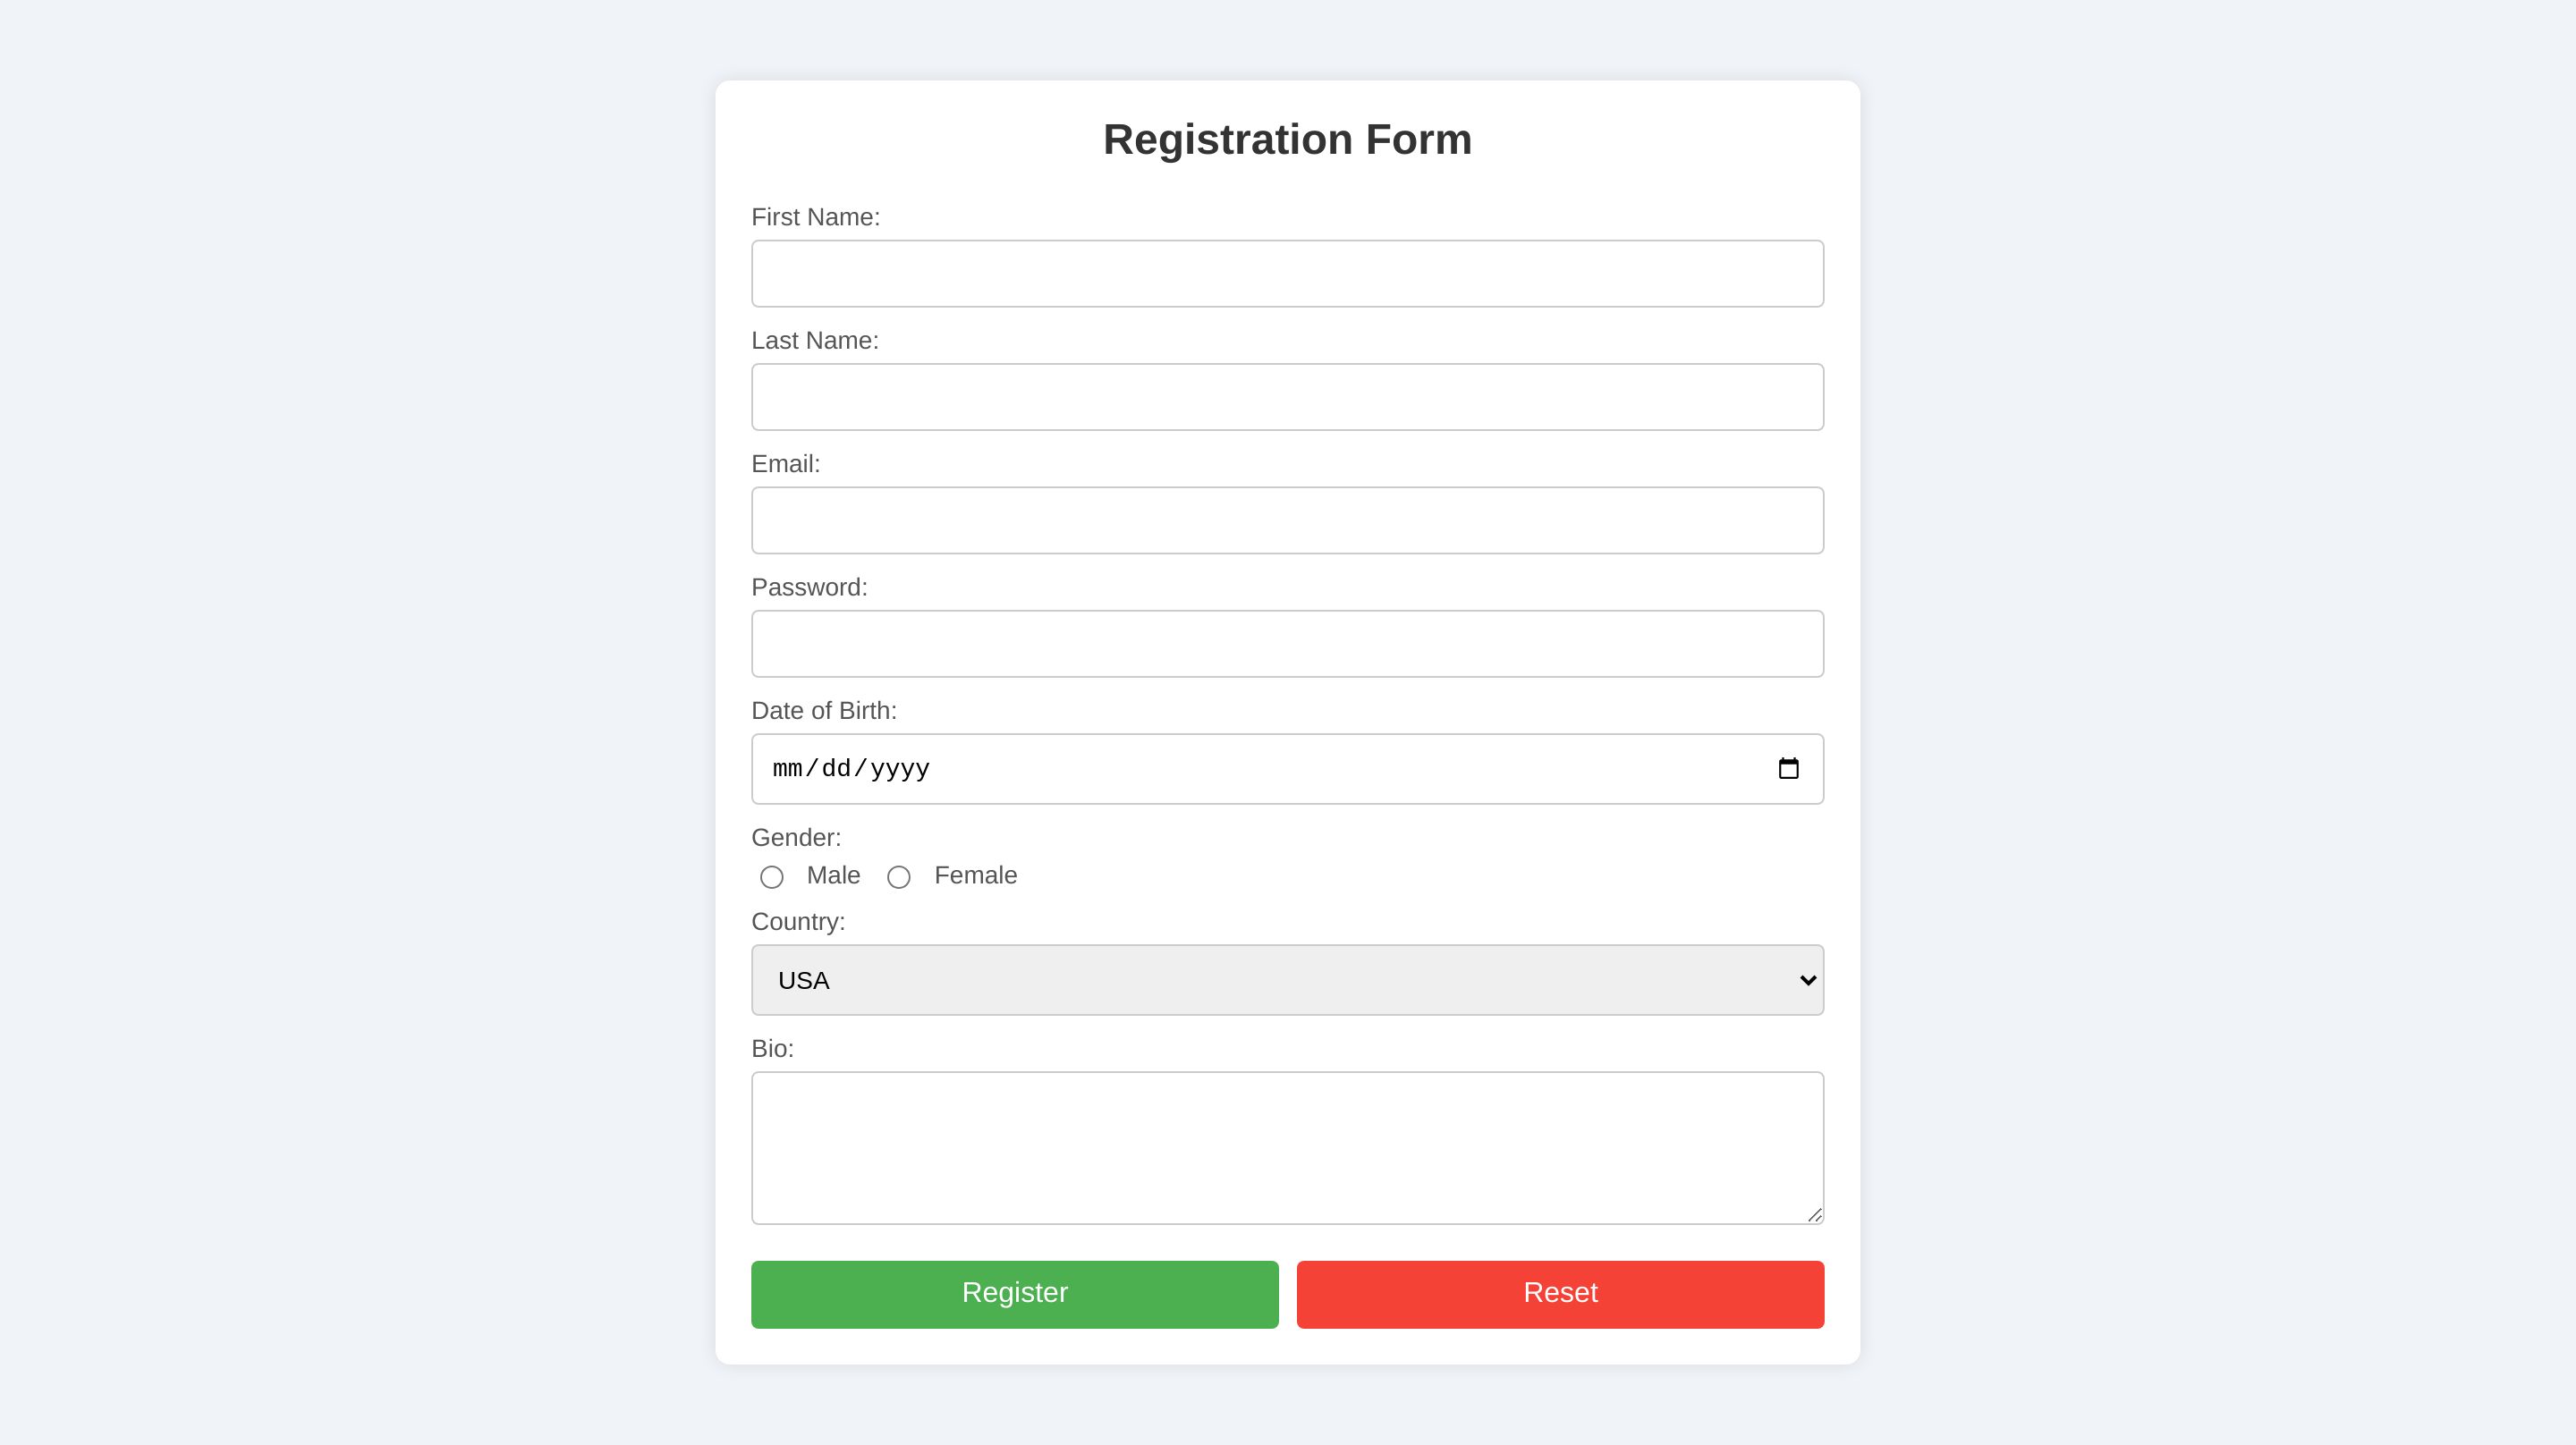 Registration Form
First Name:
Last Name:
Email:
Password:
Date of Birth:
mm/dd/yyyy
Gender:
Male Female
Country:
USA
Bio:
Register Reset